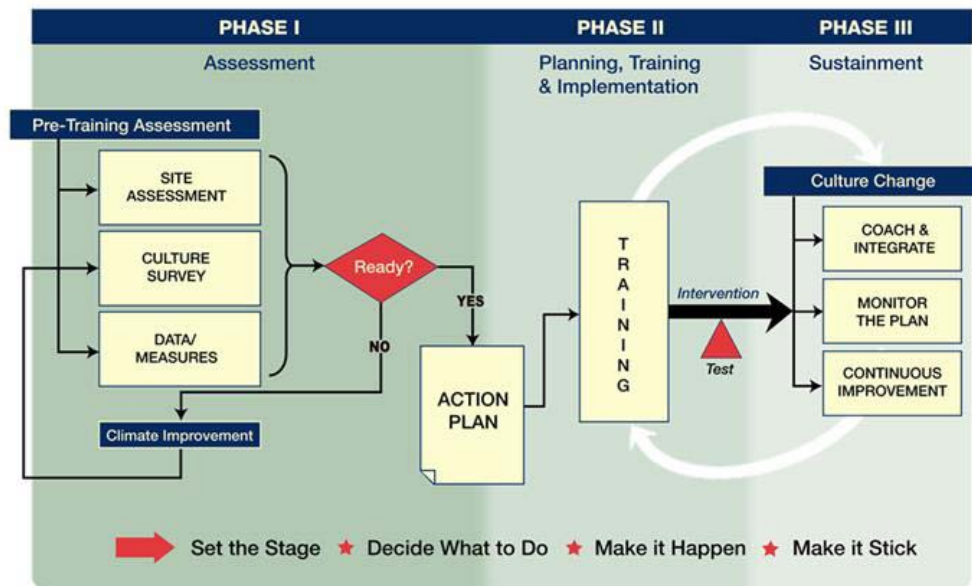 PHASE I
PHASE II
PHASE III
Assessment
Planning, Training
& Implementation
Sustainment
Pre-Training Assessment
SITE
ASSESSMENT
CULTURE
SURVEY
DATA/
MEASURES
Ready?
YES
NO
Climate Improvement
ACTION
PLAN
TRAINING
Intervention
Test
Culture Change
COACH &
INTEGRATE
MONITOR
THE PLAN
CONTINUOUS
IMPROVEMENT
Set the Stage ★ Decide What to Do ★ Make it Happen ★ Make it Stick